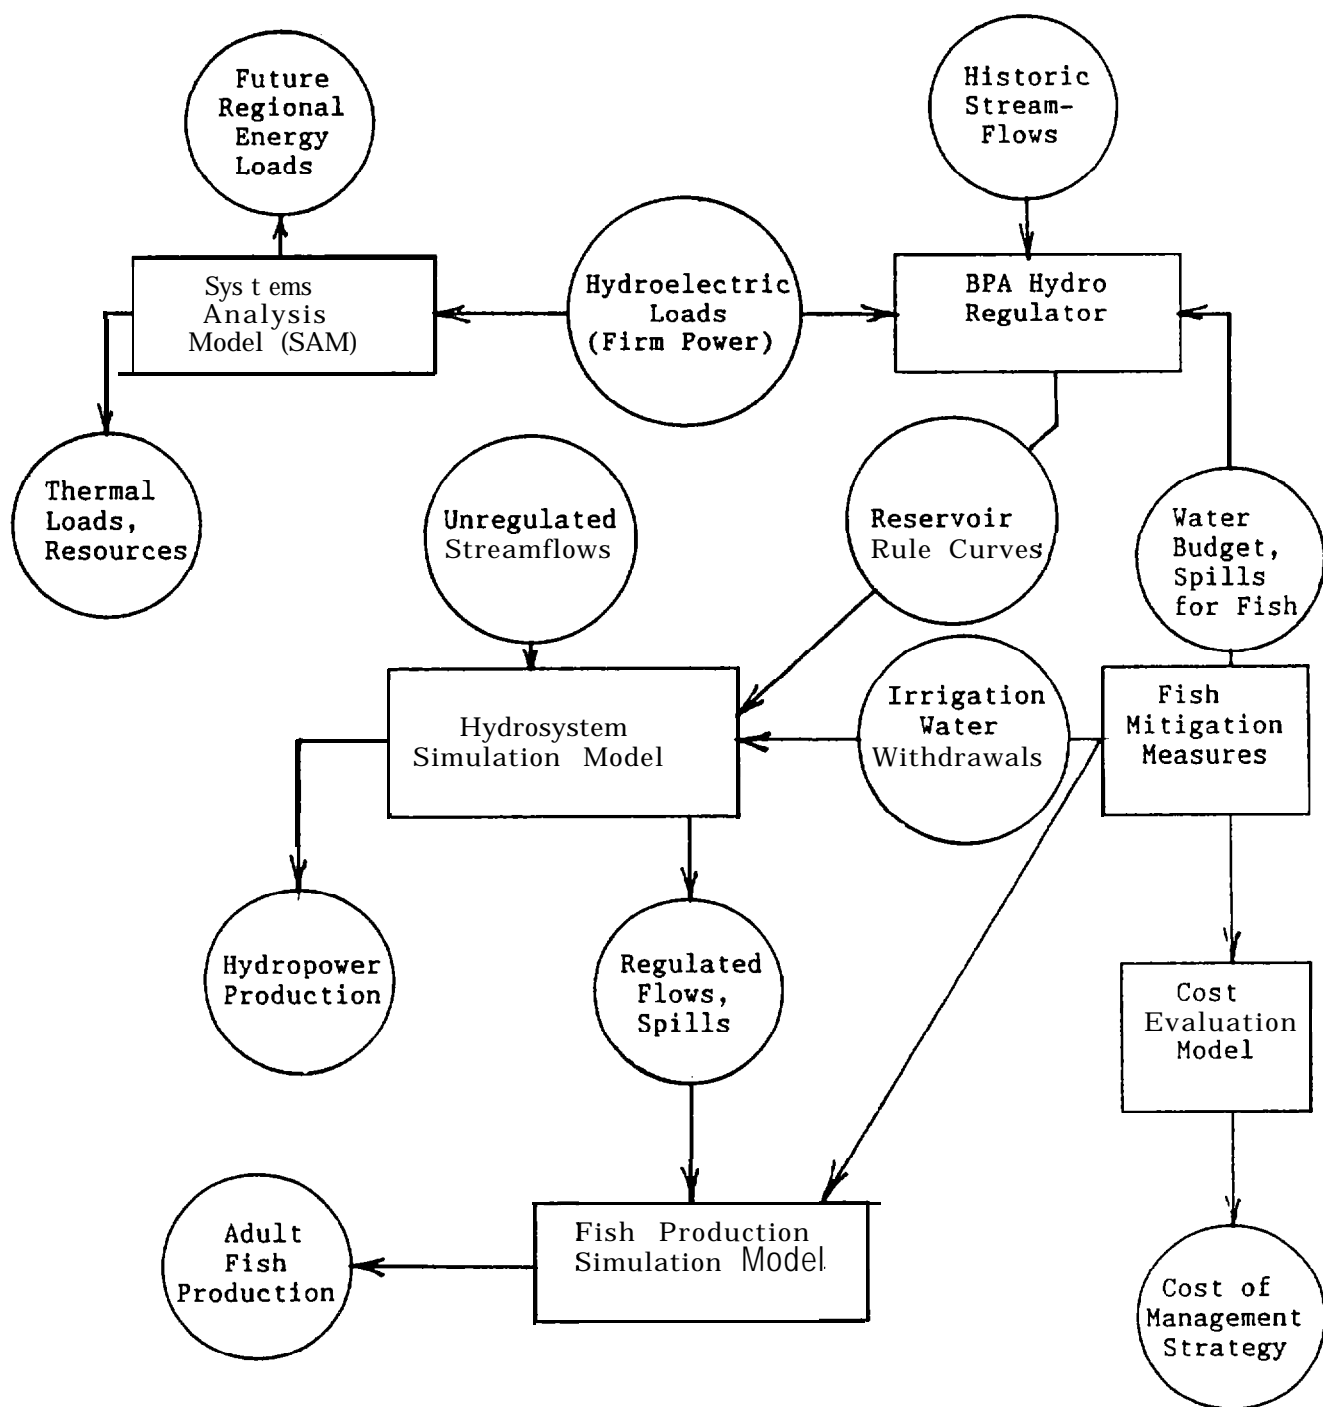 Future
Regional
Energy
Loads
Historic
Stream-
Flows
Systems
Analysis
Model (SAM)
Hydroelectric
Loads
(Firm Power)
BPA Hydro
Regulator
Thermal
Loads,
Resources
Unregulated
Streamflows
Reservoir
Rule Curves
Water
Budget,
Spills
for Fish
Hydrosystem
Simulation Model
Irrigation
Water
Withdrawals
Fish
Mitigation
Measures
Hydropower
Production
Regulated
Flows,
Spills
Cost
Evaluation
Model
Adult
Fish
Production
Fish Production
Simulation Model
Cost of
Management
Strategy